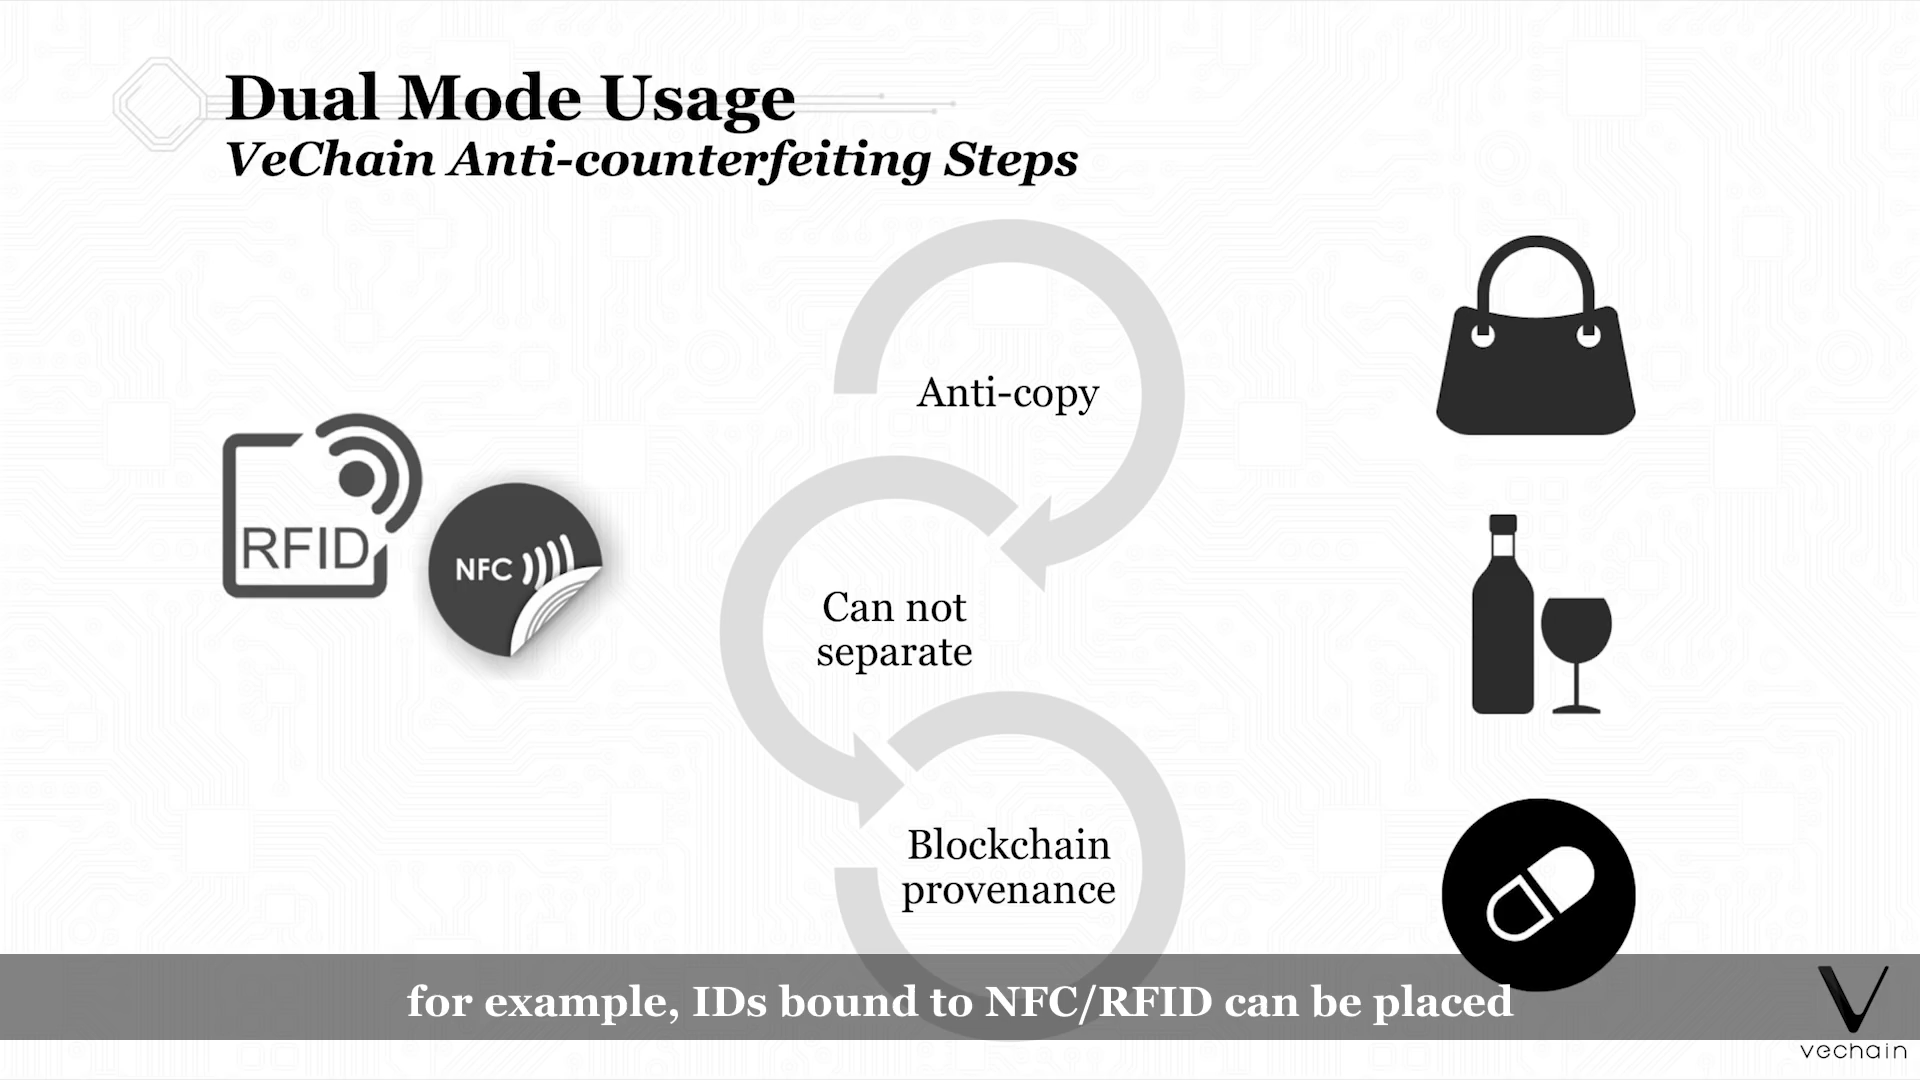 Dual Mode Usage
VeChain Anti-counterfeiting Steps
RFID
NFC
Anti-copy
Can not
separate
Blockchain
provenance
for example, IDs bound to NFC/RFID can be placed
vechain